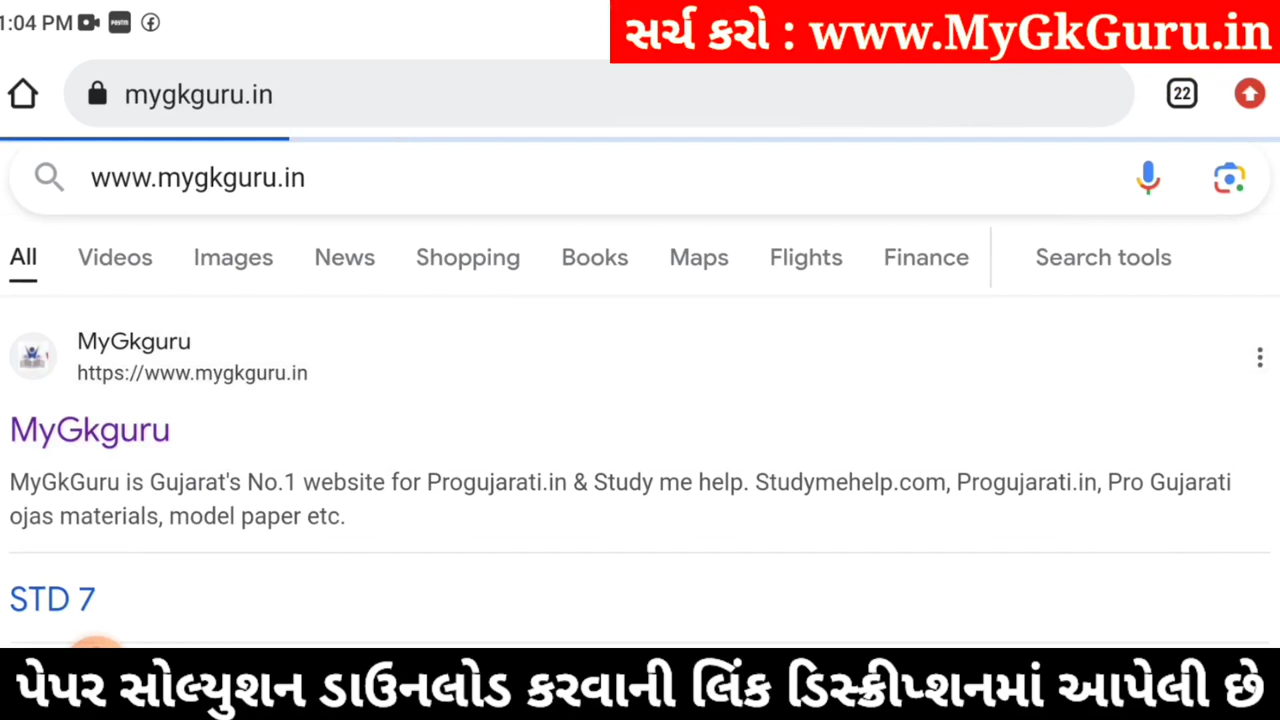 1:04 PM
સર્ચ કરો : www.MyGkGuru.in
mygkguru.in
22
www.mygkguru.in
All Videos Images News Shopping Books Maps Flights Finance Search tools
MyGkguru
https://www.mygkguru.in
MyGkguru
MyGkGuru is Gujarat's No.1 website for Progujarati.in & Study me help. Studymehelp.com, Progujarati.in, Pro Gujarati
ojas materials, model paper etc.
STD 7
પેપર સોલ્યુશન ડાઉનલોડ કરવાની લિંક ડિસ્ક્રીપ્શનમાં આપેલી છે